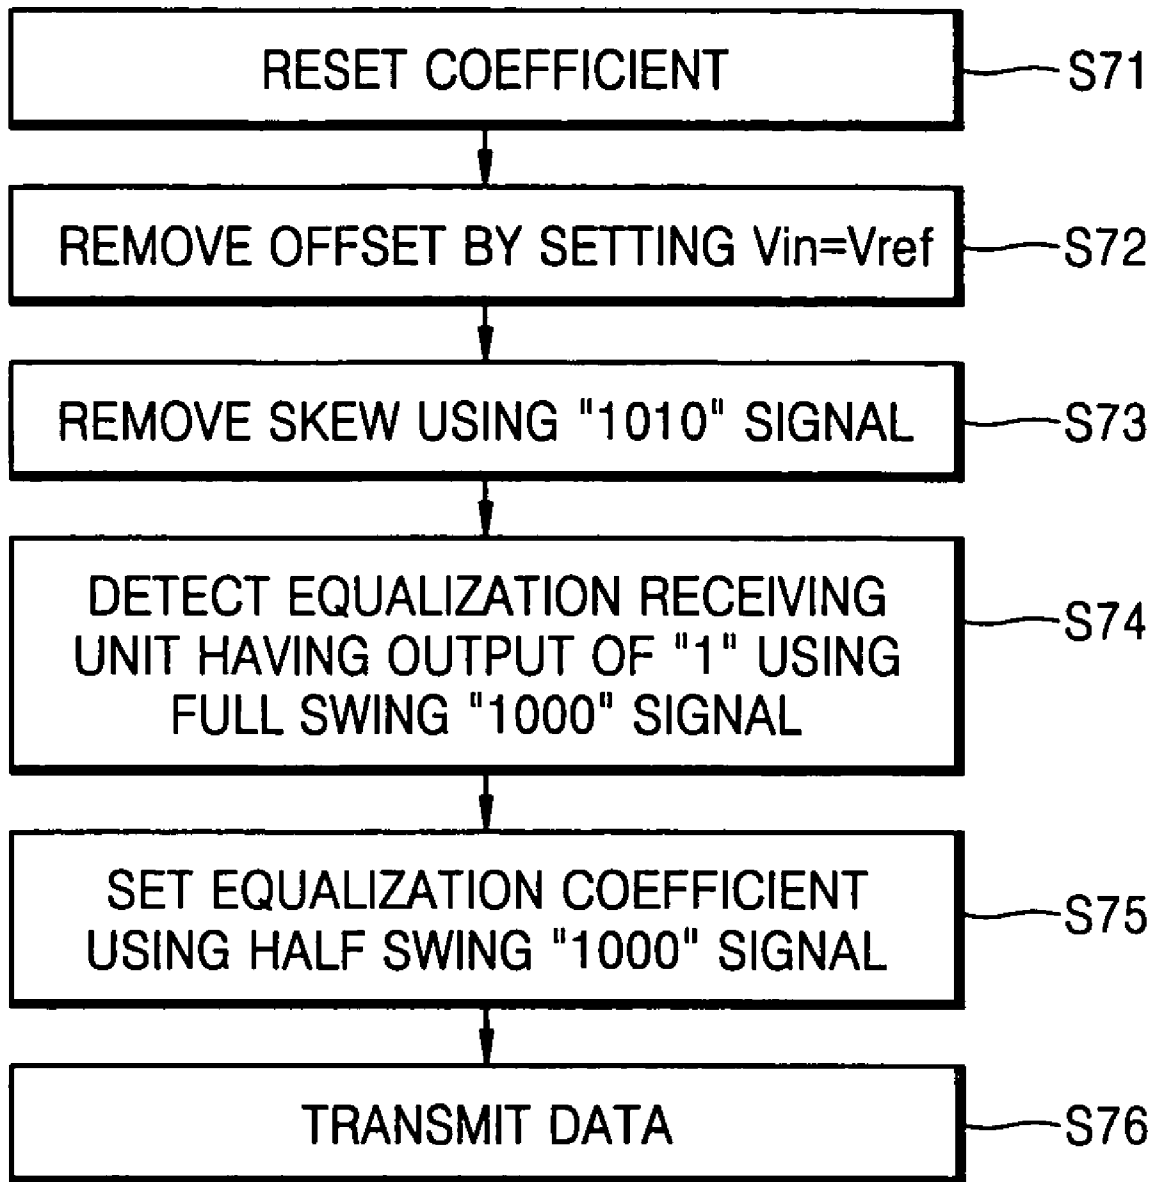 RESET COEFFICIENT
S71
REMOVE OFFSET BY SETTING Vin=Vref
S72
REMOVE SKEW USING "1010" SIGNAL
S73
DETECT EQUALIZATION RECEIVING
UNIT HAVING OUTPUT OF "1" USING
FULL SWING "1000" SIGNAL
S74
SET EQUALIZATION COEFFICIENT
USING HALF SWING "1000" SIGNAL
S75
TRANSMIT DATA
S76